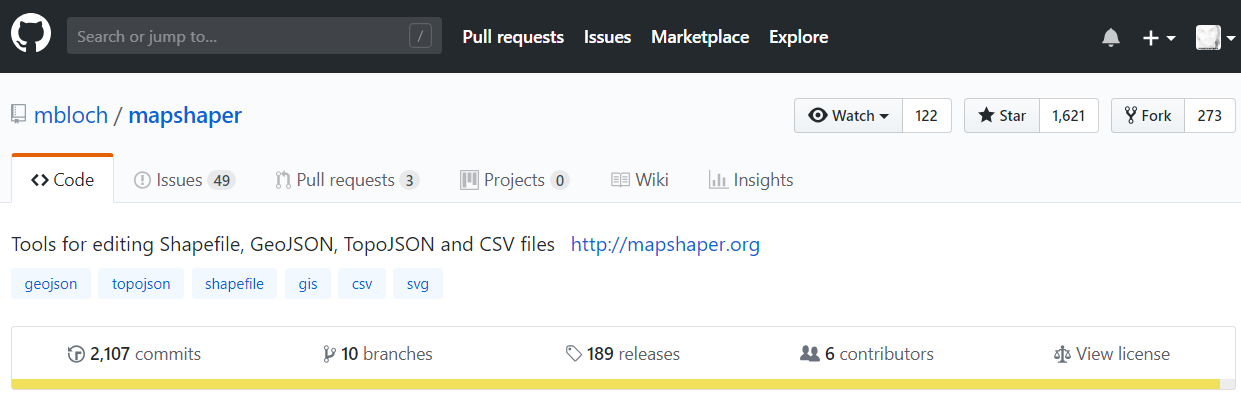 Search or jump to... / Pull requests Issues Marketplace Explore
mbloch / mapshaper Watch 122 Star 1,621 Fork 273
Code Issues 49 Pull requests 3 Projects 0 Wiki Insights
Tools for editing Shapefile, GeoJSON, TopoJSON and CSV files http://mapshaper.org
geojson topojson shapefile gis csv svg
2,107 commits 10 branches 189 releases 6 contributors View license